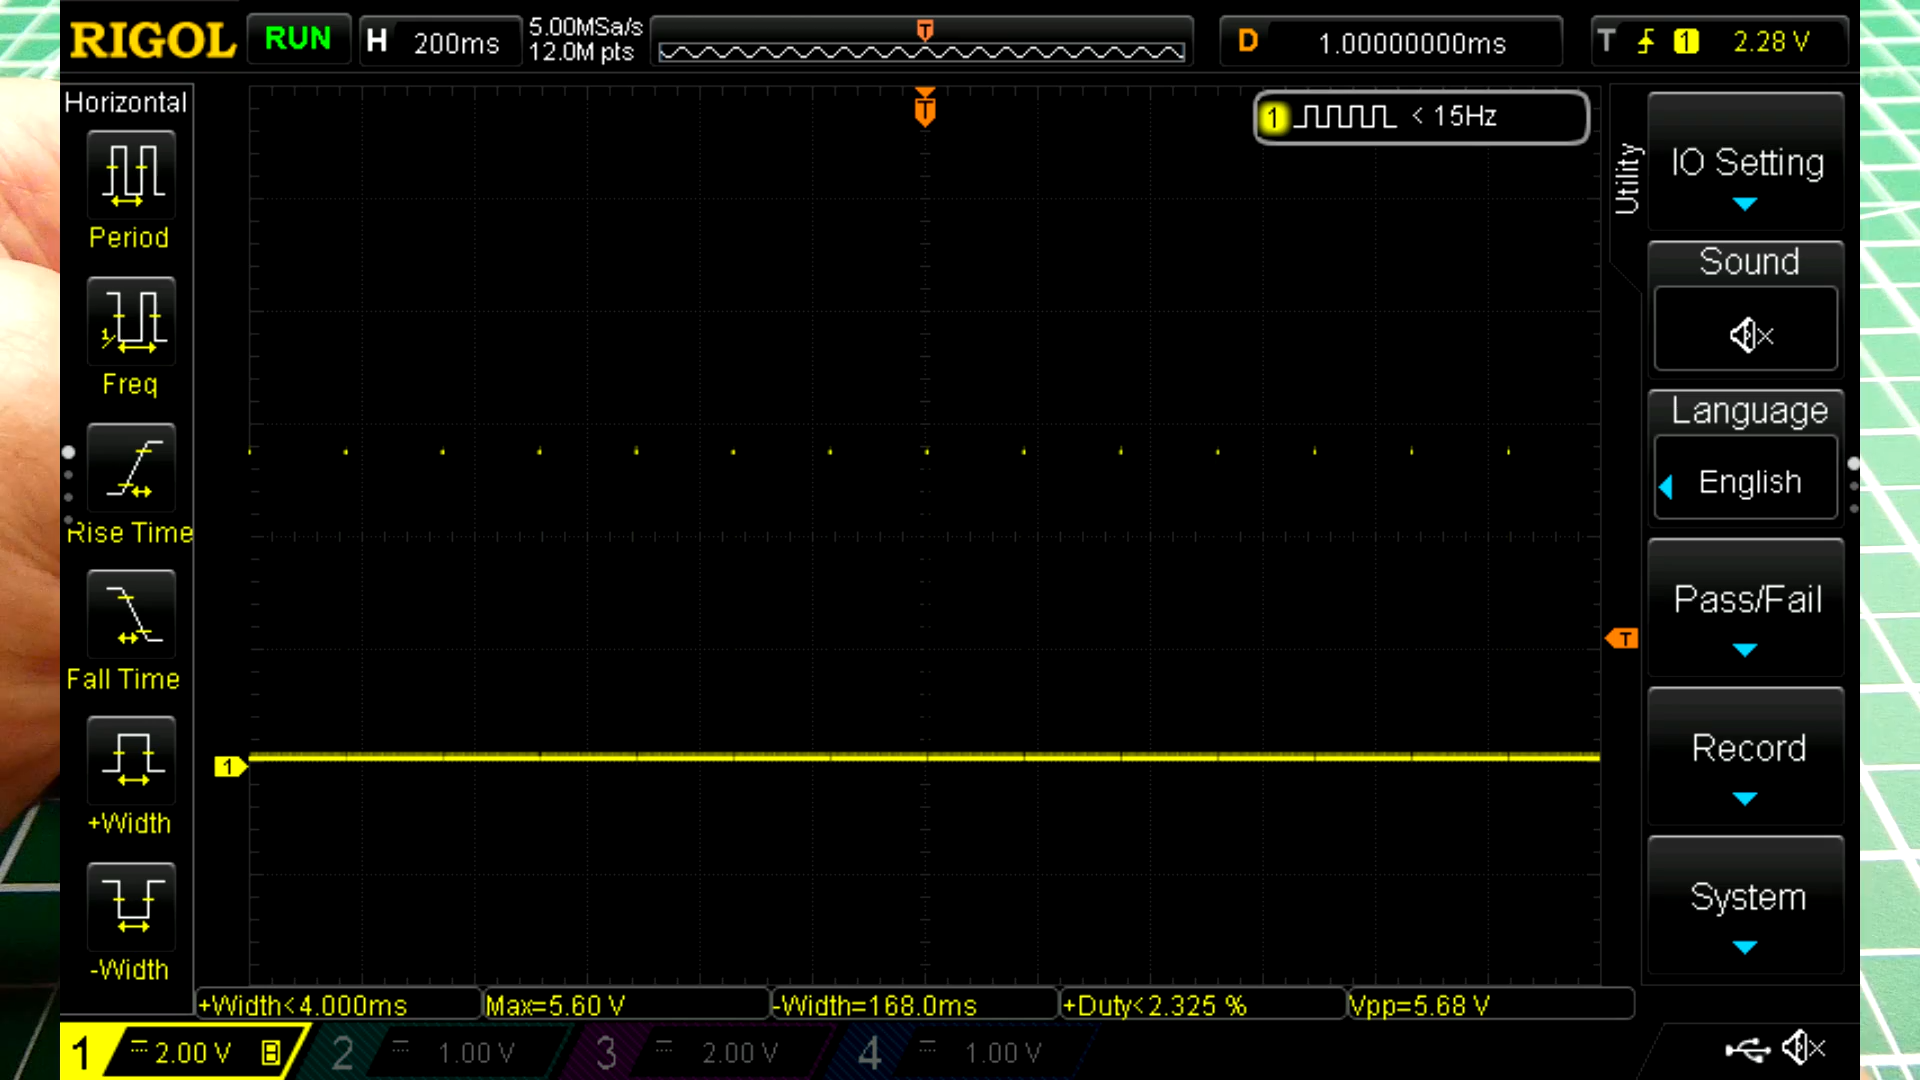 RIGOL
RUN
H 200ms
5.00MSa/s
12.0M pts
T
D 1.00000000ms
T 1 2.28 V
Horizontal
T
1 < 15Hz
Utility
IO Setting
Period
Sound
Freq
Language
English
Rise Time
Pass/Fail
T
Fall Time
Record
1
+Width
System
-Width
+Width<4.000ms
Max=5.60 V
-Width=168.0ms
+Duty<2.325 %
Vpp=5.68 V
1 2.00 V B
2 1.00 V
3 2.00 V
4 1.00 V